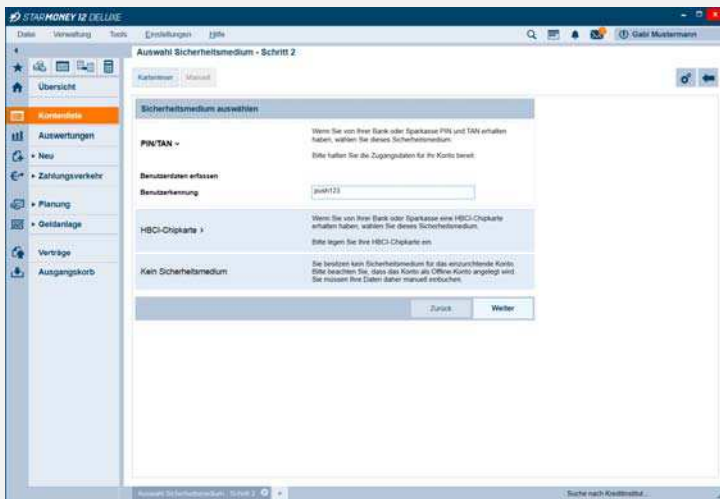 STARMONEY 12 DELUXE
Datei Verwaltung Tools Einstellungen Hilfe Gabi Mustermann
Auswahl Sicherheitsmedium - Schritt 2
Kartenleser Manuell
Übersicht
Kontenliste
Auswertungen
Neu
Zahlungsverkehr
Planung
Geldanlage
Verträge
Ausgangskorb
Sicherheitsmedium auswählen
PIN/TAN
Wenn Sie von Ihrer Bank oder Sparkasse PIN und TAN erhalten
haben, wählen Sie dieses Sicherheitsmedium.
Bitte halten Sie die Zugangsdaten für Ihr Konto bereit.
Benutzerdaten erfassen
Benutzerkennung push123
HBCI-Chipkarte >
Wenn Sie von Ihrer Bank oder Sparkasse eine HBCI-Chipkarte
erhalten haben, wählen Sie dieses Sicherheitsmedium.
Bitte legen Sie Ihre HBCI-Chipkarte ein.
Kein Sicherheitsmedium
Sie besitzen kein Sicherheitsmedium für das einzurichtende Konto.
Bitte beachten Sie, dass das Konto als Offline-Konto angelegt wird.
Sie müssen Ihre Daten daher manuell einbuchen.
Zurück Weiter
Auswahl Sicherheitsmedium - Schritt 2 +
Suche nach Kreditinstitut...